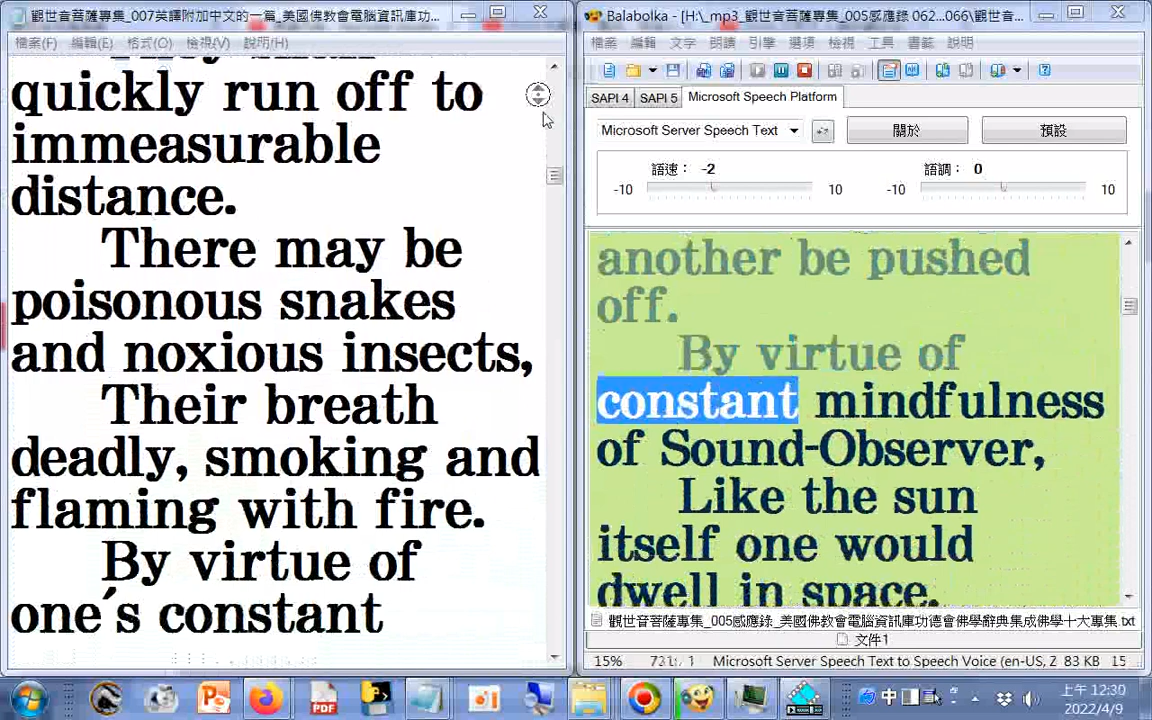 觀世音菩薩專集_007英譯附加中文的一篇_美國佛教會電腦資訊庫功...
檔案(F) 編輯(E) 格式(O) 檢視(V) 說明(H)
quickly run off to
immeasurable
distance.
There may be
poisonous snakes
and noxious insects,
Their breath
deadly, smoking and
flaming with fire.
By virtue of
one´s constant
Balabolka - [H:\_mp3_觀世音菩薩專集_005感應錄 062...066\觀世音...
檔案 編輯 文字 朗讀 引擎 選項 檢視 工具 書籤 說明
SAPI 4 SAPI 5 Microsoft Speech Platform
Microsoft Server Speech Text 關於 預設
語速： -2 語調： 0
-10 10 -10 10
another be pushed
off.
By virtue of
constant mindfulness
of Sound-Observer,
Like the sun
itself one would
dwell in space.
觀世音菩薩專集_005感應錄_美國佛教會電腦資訊庫功德會佛學辭典集成佛學十大專集 txt
文件1
15% Microsoft Server Speech Text to Speech Voice (en-US, Z 83 KB 15
PDF
中
上午 12:30
2022/4/9